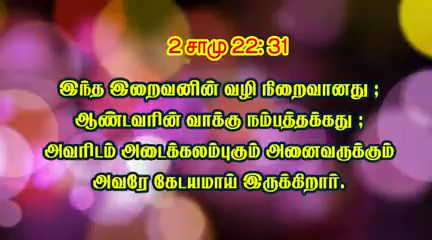 2 சாமு 22: 31
இந்த இறைவனின் வழி நிறைவானது ;
ஆண்டவரின் வாக்கு நம்பத்தக்கது ;
அவரிடம் அடைக்கலம்புகும் அனைவருக்கும்
அவரே கேடயமாய் இருக்கிறார்.